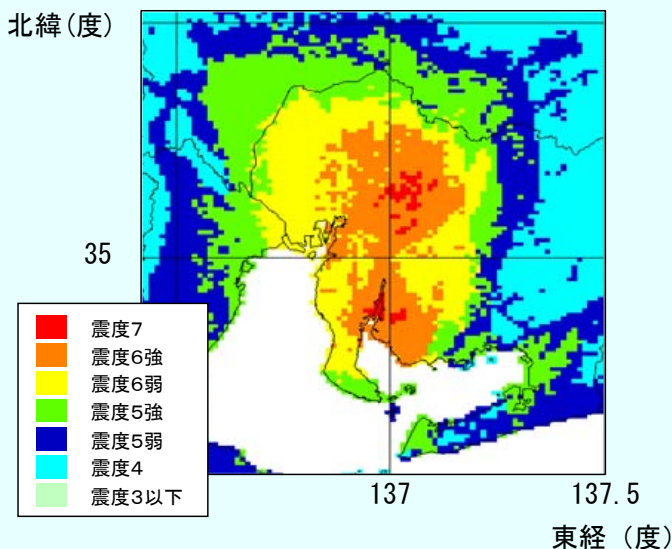 北緯(度)
35
震度7
震度6強
震度6弱
震度5強
震度5弱
震度4
震度3以下
137
137.5
東経 (度)